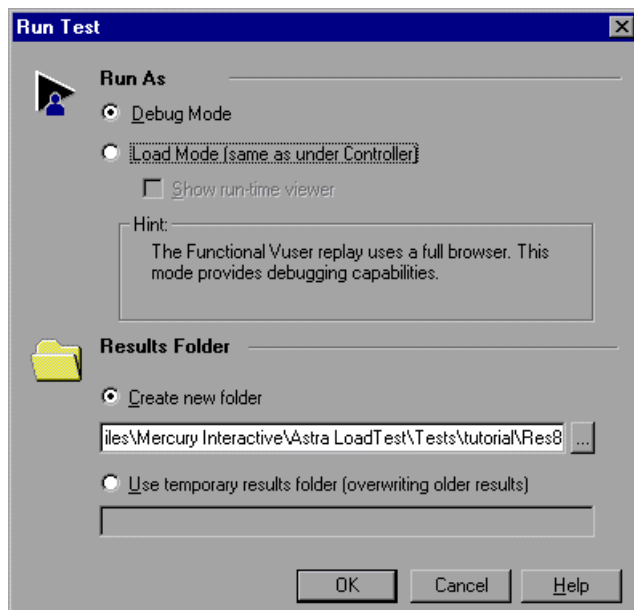 Run Test
Run As
Debug Mode
Load Mode (same as under Controller)
Show run-time viewer
Hint:
The Functional Vuser replay uses a full browser. This
mode provides debugging capabilities.
Results Folder
Create new folder
iles\Mercury Interactive\Astra LoadTest\Tests\tutorial\Res8 ...
Use temporary results folder (overwriting older results)
OK Cancel Help